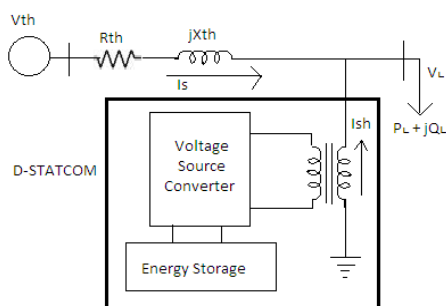 Vth
Rth
jXth
Is
VL
PL + jQL
Ish
D-STATCOM
Voltage
Source
Converter
Energy Storage